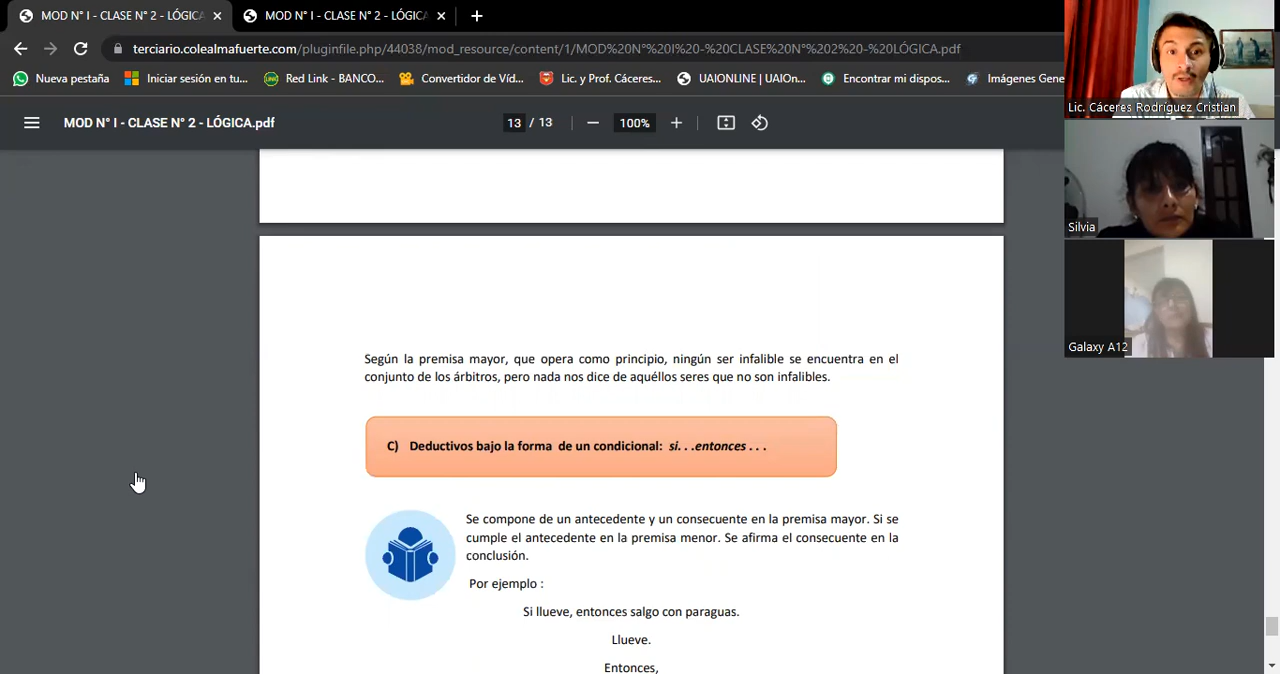 MOD N° I - CLASE N° 2 - LÓGICA
MOD N° I - CLASE N° 2 - LÓGICA
terciario.colealmafuerte.com/pluginfile.php/44038/mod_resource/content/1/MOD%20N°%20I%20-%20CLASE%20N°%202%20-%20LÓGICA.pdf
Nueva pestaña
Iniciar sesión en tu...
Red Link - BANCO...
Convertidor de Víd...
Lic. y Prof. Cáceres...
UAIONLINE | UAIOn...
Encontrar mi dispos...
Imágenes Gene
MOD N° I - CLASE N° 2 - LÓGICA.pdf
13 / 13
100%
Lic. Cáceres Rodríguez Cristian
Silvia
Galaxy A12
Según la premisa mayor, que opera como principio, ningún ser infalible se encuentra en el
conjunto de los árbitros, pero nada nos dice de aquéllos seres que no son infalibles.
C) Deductivos bajo la forma de un condicional: si. . .entonces . . .
Se compone de un antecedente y un consecuente en la premisa mayor. Si se
cumple el antecedente en la premisa menor. Se afirma el consecuente en la
conclusión.
Por ejemplo :
Si llueve, entonces salgo con paraguas.
Llueve.
Entonces,